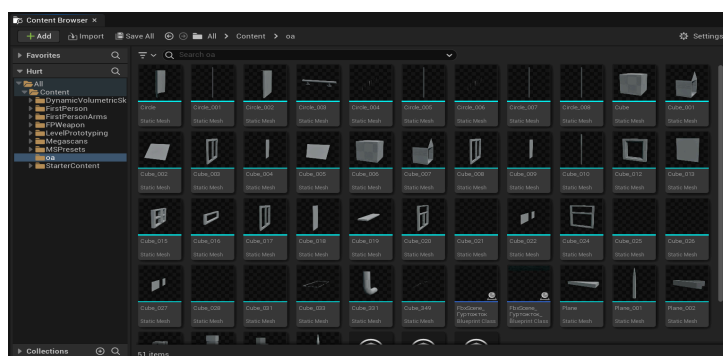 Content Browser ×
+ Add Import Save All All > Content > oa Settings
Favorites
Search oa
Hurt
All
Content
DynamicVolumetricSk
FirstPerson
FirstPersonArms
FPWeapon
LevelPrototyping
Megascans
MSPresets
oa
StarterContent
Circle Circle_001 Circle_002 Circle_003 Circle_004 Circle_005 Circle_006 Circle_007 Circle_008 Cube Cube_001
Static Mesh Static Mesh Static Mesh Static Mesh Static Mesh Static Mesh Static Mesh Static Mesh Static Mesh Static Mesh Static Mesh
Cube_002 Cube_003 Cube_004 Cube_005 Cube_006 Cube_007 Cube_008 Cube_009 Cube_010 Cube_012 Cube_013
Static Mesh Static Mesh Static Mesh Static Mesh Static Mesh Static Mesh Static Mesh Static Mesh Static Mesh Static Mesh Static Mesh
Cube_015 Cube_016 Cube_017 Cube_018 Cube_019 Cube_020 Cube_021 Cube_022 Cube_024 Cube_025 Cube_026
Static Mesh Static Mesh Static Mesh Static Mesh Static Mesh Static Mesh Static Mesh Static Mesh Static Mesh Static Mesh Static Mesh
Cube_027 Cube_028 Cube_031 Cube_033 Cube_331 Cube_349 FbxScene_ FbxScene_ Plane Plane_001 Plane_002
Гуртожток Гуртожток
Static Mesh Static Mesh Static Mesh Static Mesh Static Mesh Static Mesh Blueprint Class Blueprint Class Static Mesh Static Mesh Static Mesh
Collections
51 items